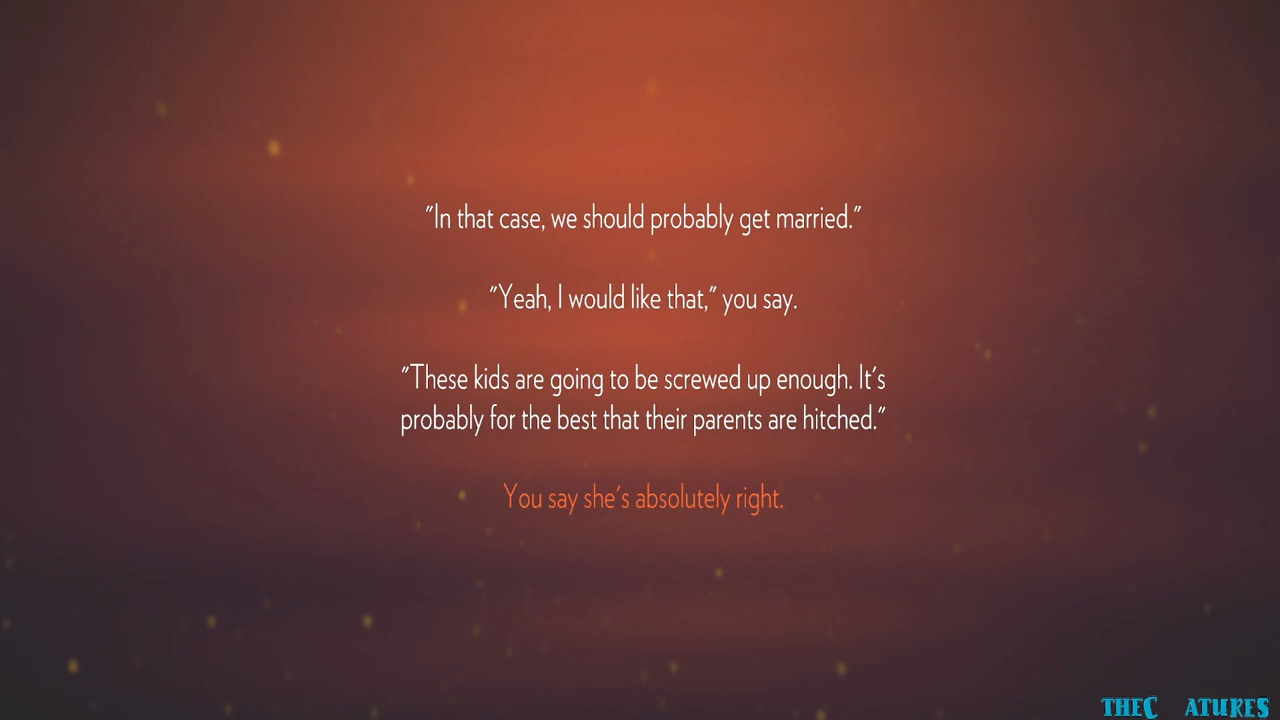 "In that case, we should probably get married."
"Yeah, I would like that," you say.
"These kids are going to be screwed up enough. It's
probably for the best that their parents are hitched."
You say she's absolutely right.
THEC ATURES